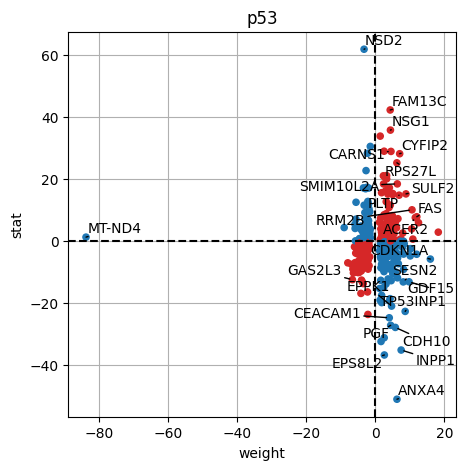 p53
NSD2
60
FAM13C
40
NSG1
CYFIP2
CARNS1
RPS27L
20
SMIM10L2A
SULF2
PLTP
FAS
RRM2B
ACER2
MT-ND4
0
CDKN1A
GAS2L3
SESN2
EPPK1
GDF15
TP53INP1
−20
CEACAM1
PGF
CDH10
EPS8L2
INPP1
−40
ANXA4
stat
−80
−60
−40
−20
0
20
weight